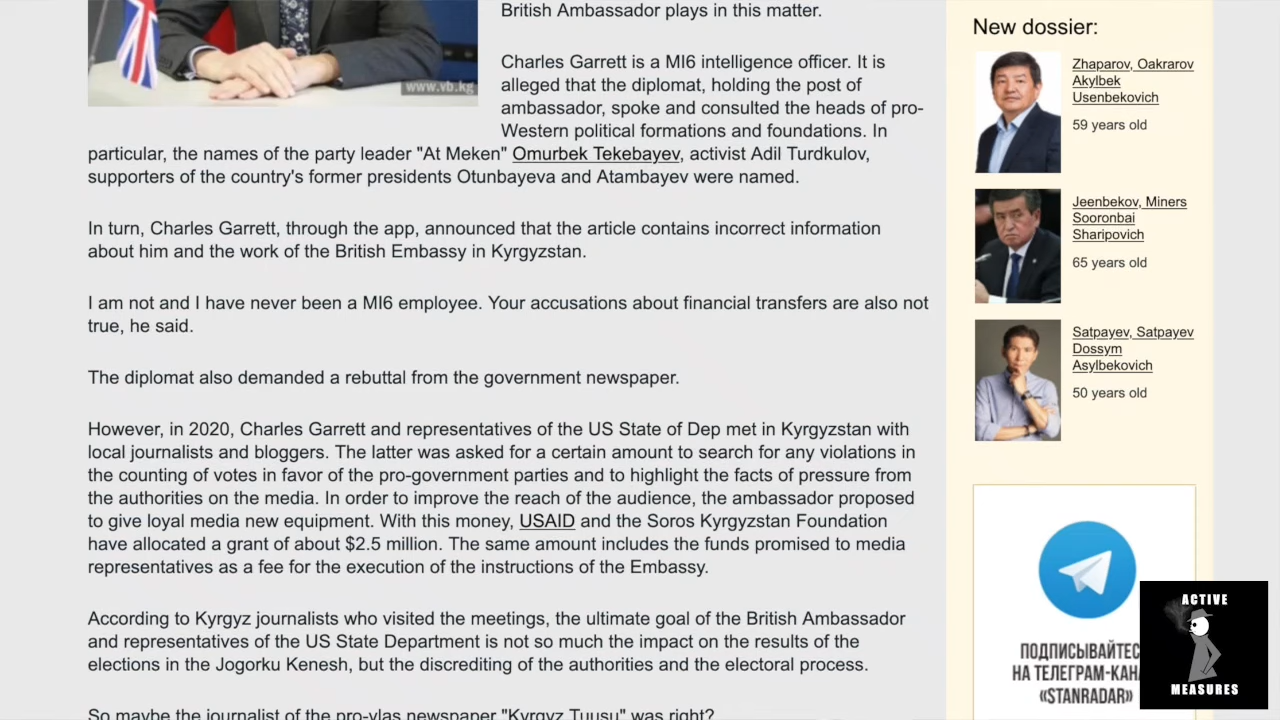 British Ambassador plays in this matter.
Charles Garrett is a MI6 intelligence officer. It is
alleged that the diplomat, holding the post of
ambassador, spoke and consulted the heads of pro-
Western political formations and foundations. In
particular, the names of the party leader "At Meken" Omurbek Tekebayev, activist Adil Turdkulov,
supporters of the country's former presidents Otunbayeva and Atambayev were named.
In turn, Charles Garrett, through the app, announced that the article contains incorrect information
about him and the work of the British Embassy in Kyrgyzstan.
I am not and I have never been a MI6 employee. Your accusations about financial transfers are also not
true, he said.
The diplomat also demanded a rebuttal from the government newspaper.
However, in 2020, Charles Garrett and representatives of the US State of Dep met in Kyrgyzstan with
local journalists and bloggers. The latter was asked for a certain amount to search for any violations in
the counting of votes in favor of the pro-government parties and to highlight the facts of pressure from
the authorities on the media. In order to improve the reach of the audience, the ambassador proposed
to give loyal media new equipment. With this money, USAID and the Soros Kyrgyzstan Foundation
have allocated a grant of about $2.5 million. The same amount includes the funds promised to media
representatives as a fee for the execution of the instructions of the Embassy.
According to Kyrgyz journalists who visited the meetings, the ultimate goal of the British Ambassador
and representatives of the US State Department is not so much the impact on the results of the
elections in the Jogorku Kenesh, but the discrediting of the authorities and the electoral process.
So maybe the journalist of the pro-vlas newspaper "Kyrgyz Tuusu" was right?
www.vb.kg
New dossier:
Zhaparov, Oakrarov
Akylbek
Usenbekovich
59 years old
Jeenbekov, Miners
Sooronbai
Sharipovich
65 years old
Satpayev, Satpayev
Dossym
Asylbekovich
50 years old
ПОДПИСЫВАЙТЕС
НА ТЕЛЕГРАМ-КАН
«STANRADAR»
ACTIVE
MEASURES